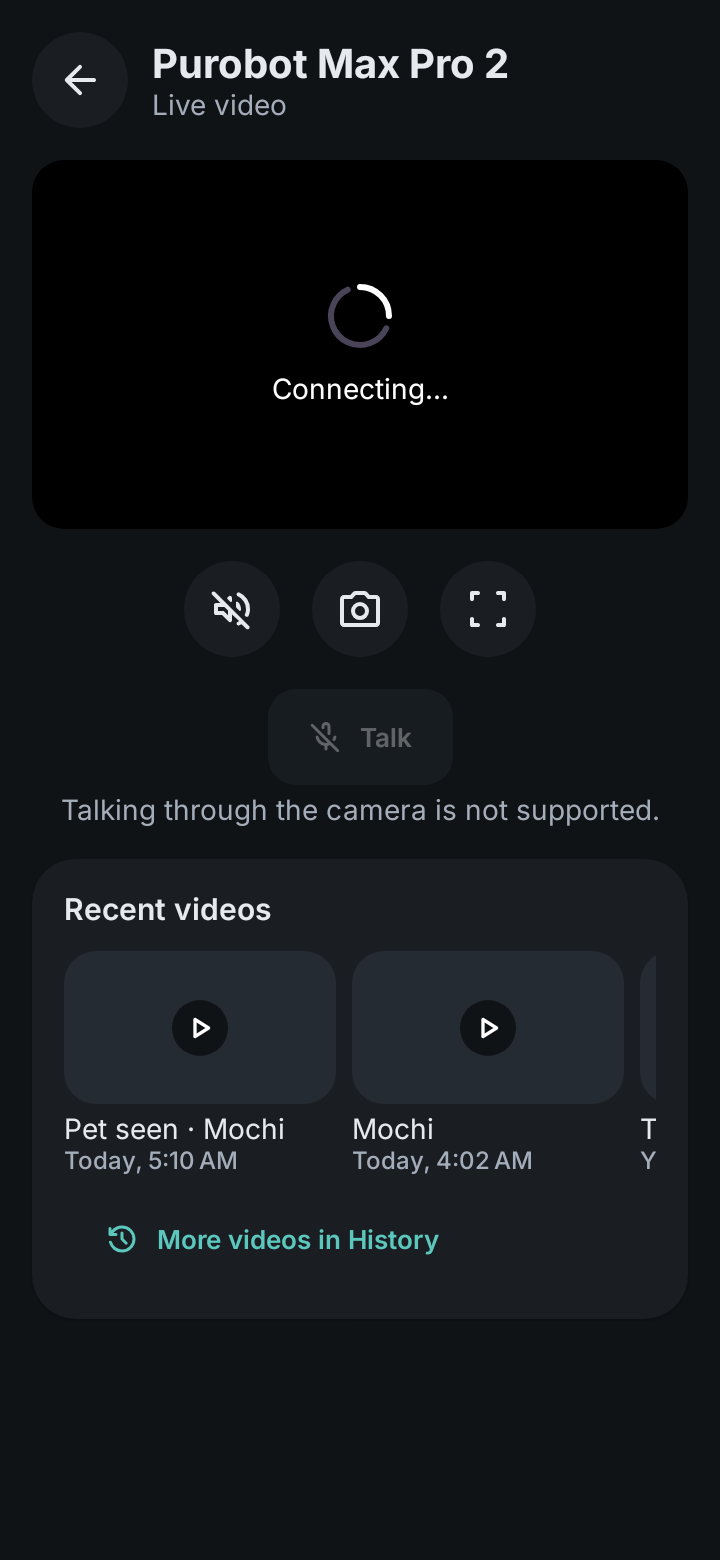 Purobot Max Pro 2
Live video
Connecting...
Talk
Talking through the camera is not supported.
Recent videos
Pet seen · Mochi
Today, 5:10 AM
Mochi
Today, 4:02 AM
T
Y
More videos in History